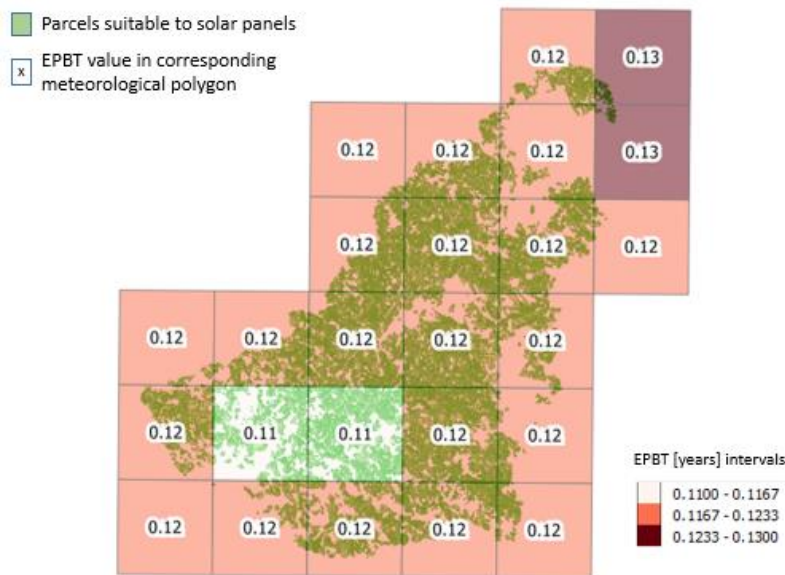 Parcels suitable to solar panels
x EPBT value in corresponding
meteorological polygon
0.12 0.13
0.12 0.12 0.12 0.13
0.12 0.12 0.12 0.12
0.12 0.12 0.12 0.12 0.12
0.12 0.11 0.11 0.12 0.12
0.12 0.12 0.12 0.12 0.12
EPBT [years] intervals
0.1100 - 0.1167
0.1167 - 0.1233
0.1233 - 0.1300